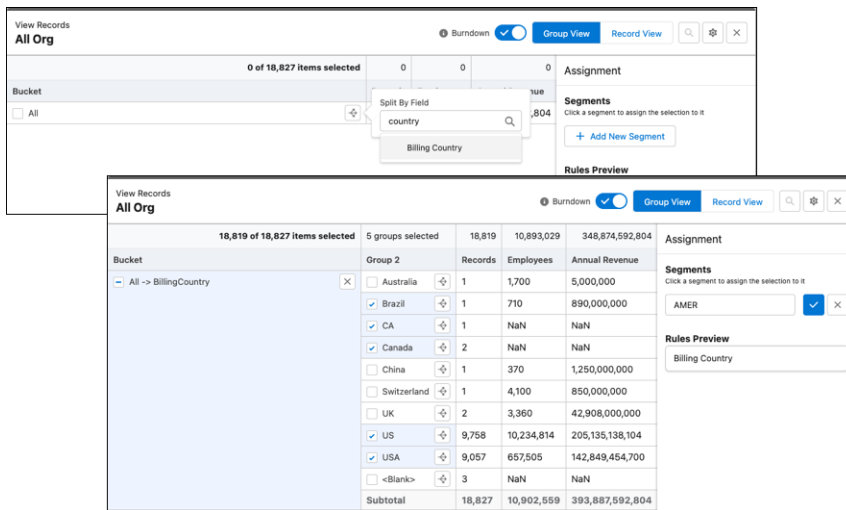 View Records
All Org
Burndown
Group View
Record View
0 of 18,827 items selected 0 0 0
Assignment
Bucket
All
Split By Field
country
Billing Country
,804
Segments
Click a segment to assign the selection to it
+ Add New Segment
Rules Preview
View Records
All Org
Burndown
Group View
Record View
18,819 of 18,827 items selected 5 groups selected 18,819 10,893,029 348,874,592,804
Assignment
Bucket Group 2 Records Employees Annual Revenue
All -> BillingCountry
Australia 1 1,700 5,000,000
Brazil 1 710 890,000,000
CA 1 NaN NaN
Canada 2 NaN NaN
China 1 370 1,250,000,000
Switzerland 1 4,100 850,000,000
UK 2 3,360 42,908,000,000
US 9,758 10,234,814 205,135,138,104
USA 9,057 657,505 142,849,454,700
<Blank> 3 NaN NaN
Subtotal 18,827 10,902,559 393,887,592,804
Segments
Click a segment to assign the selection to it
AMER
Rules Preview
Billing Country